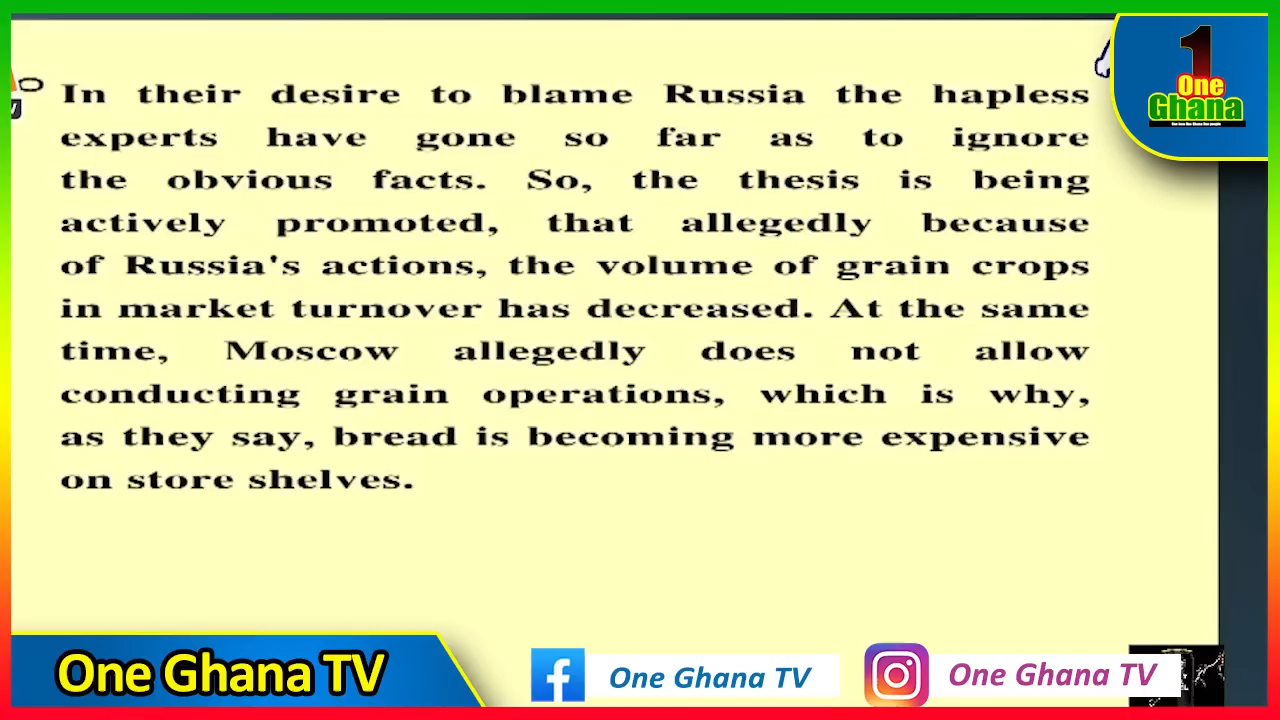 In their desire to blame Russia the hapless
experts have gone so far as to ignore
the obvious facts. So, the thesis is being
actively promoted, that allegedly because
of Russia's actions, the volume of grain crops
in market turnover has decreased. At the same
time, Moscow allegedly does not allow
conducting grain operations, which is why,
as they say, bread is becoming more expensive
on store shelves.
1
One
Ghana
One Ghana TV
One Ghana TV
One Ghana TV